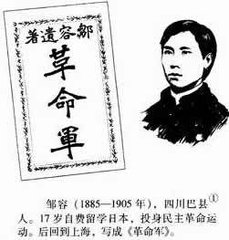 鄒容遺著
革命軍
邹容（1885—1905 年），四川巴县①
人。17 岁自费留学日本，投身民主革命运
动。后回到上海，写成《革命军》。